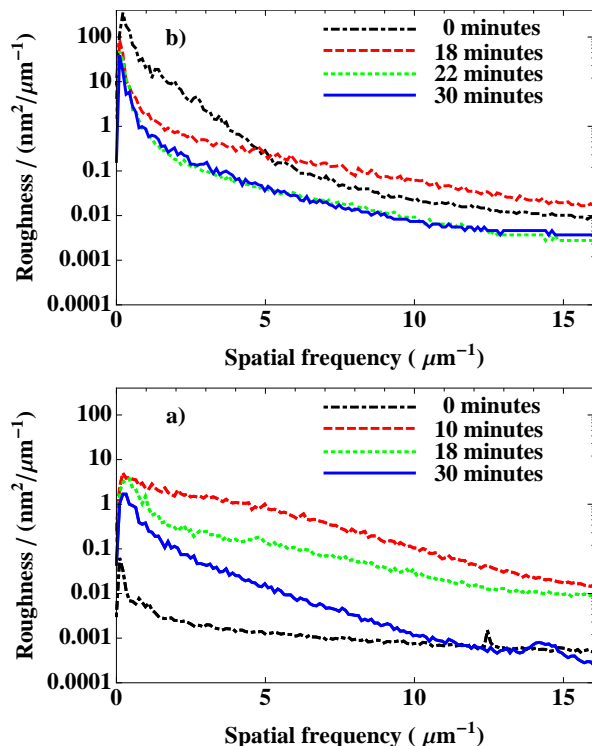 b)
0 minutes
18 minutes
22 minutes
30 minutes
100
10
1
0.1
0.01
0.001
0.0001
0 5 10 15
Roughness / (nm²/μm⁻¹)
Spatial frequency ( μm⁻¹)
a)
0 minutes
10 minutes
18 minutes
30 minutes
100
10
1
0.1
0.01
0.001
0.0001
0 5 10 15
Roughness / (nm²/μm⁻¹)
Spatial frequency ( μm⁻¹)